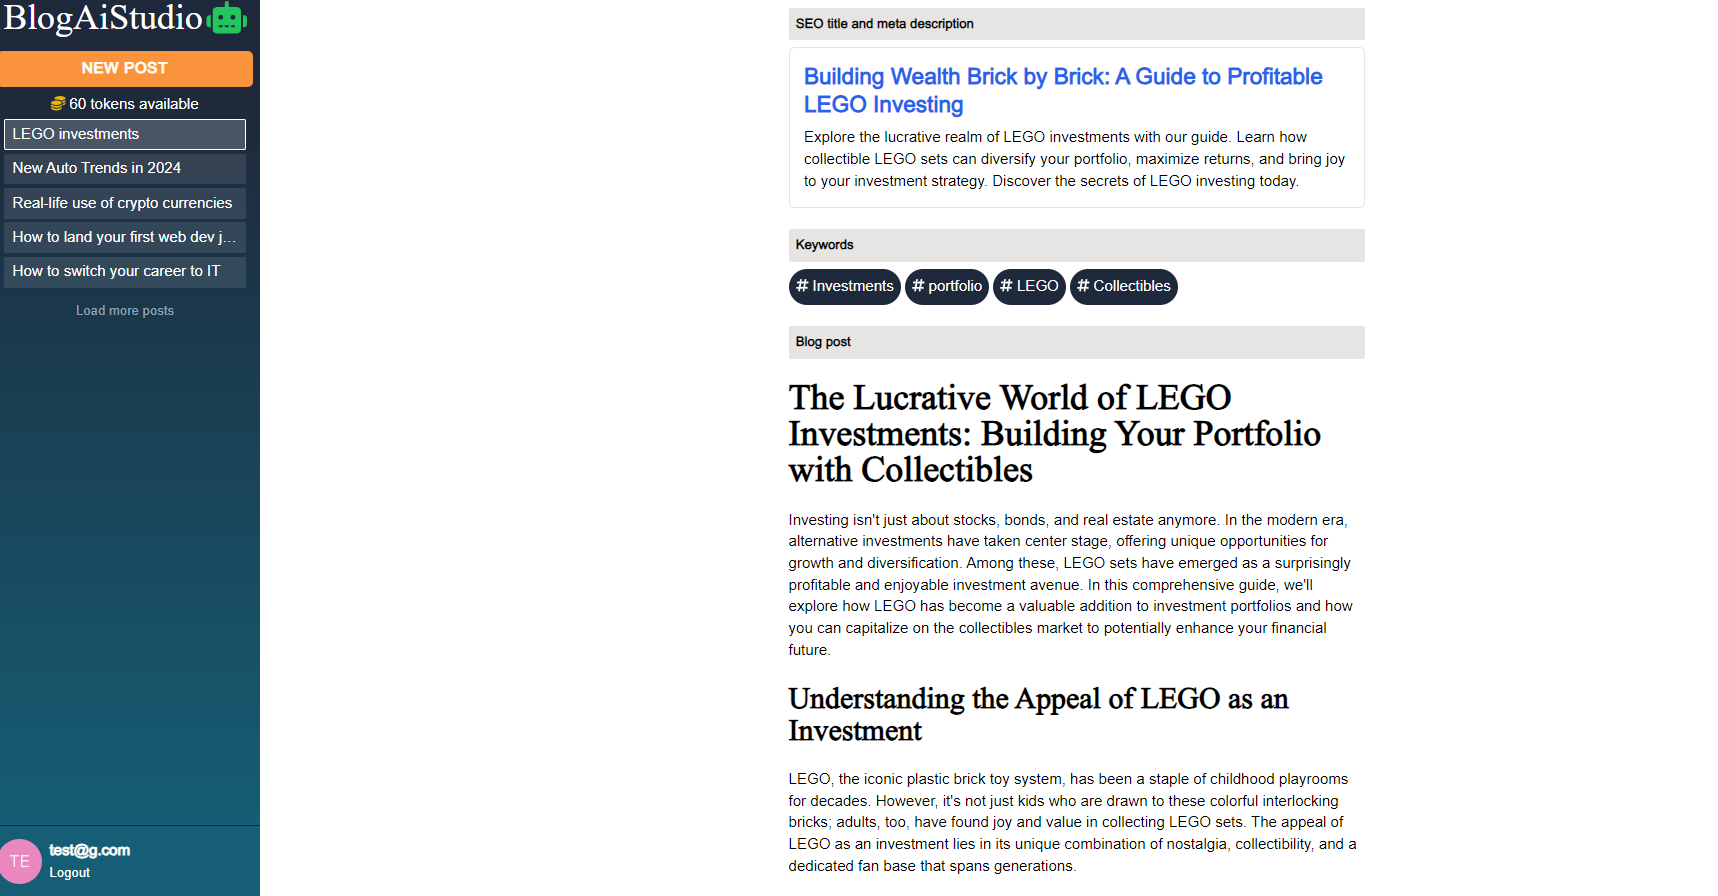 BlogAiStudio
NEW POST
60 tokens available
LEGO investments
New Auto Trends in 2024
Real-life use of crypto currencies
How to land your first web dev j...
How to switch your career to IT
Load more posts
TE
test@g.com
Logout
SEO title and meta description
Building Wealth Brick by Brick: A Guide to Profitable
LEGO Investing
Explore the lucrative realm of LEGO investments with our guide. Learn how
collectible LEGO sets can diversify your portfolio, maximize returns, and bring joy
to your investment strategy. Discover the secrets of LEGO investing today.
Keywords
# Investments # portfolio # LEGO # Collectibles
Blog post
The Lucrative World of LEGO
Investments: Building Your Portfolio
with Collectibles
Investing isn't just about stocks, bonds, and real estate anymore. In the modern era,
alternative investments have taken center stage, offering unique opportunities for
growth and diversification. Among these, LEGO sets have emerged as a surprisingly
profitable and enjoyable investment avenue. In this comprehensive guide, we'll
explore how LEGO has become a valuable addition to investment portfolios and how
you can capitalize on the collectibles market to potentially enhance your financial
future.
Understanding the Appeal of LEGO as an
Investment
LEGO, the iconic plastic brick toy system, has been a staple of childhood playrooms
for decades. However, it's not just kids who are drawn to these colorful interlocking
bricks; adults, too, have found joy and value in collecting LEGO sets. The appeal of
LEGO as an investment lies in its unique combination of nostalgia, collectibility, and a
dedicated fan base that spans generations.